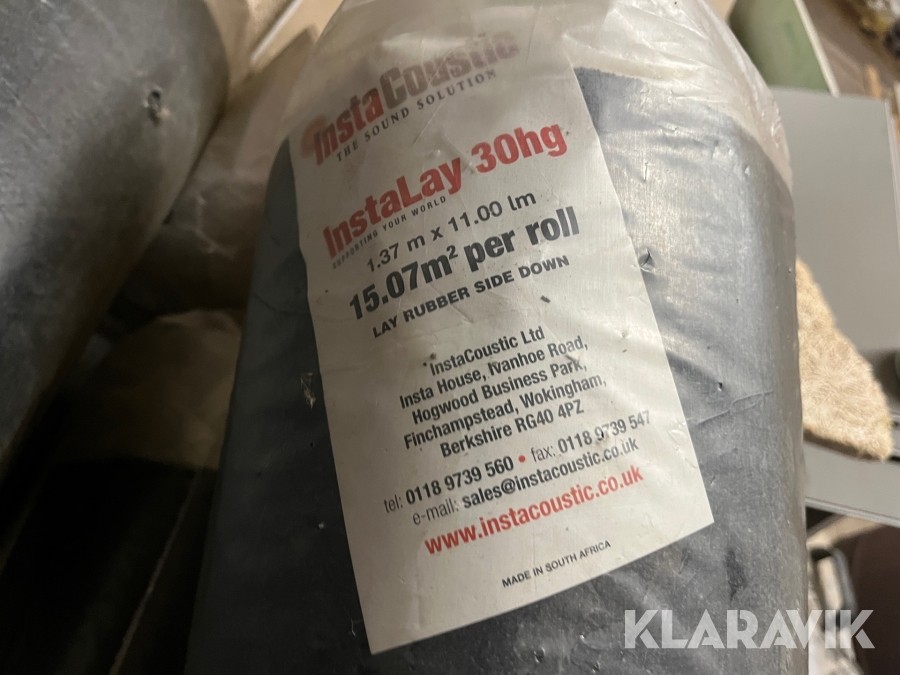 InstaCoustic
THE SOUND SOLUTION
InstaLay 30hg
SUPPORTING YOUR WORLD
1.37 m x 11.00 lm
15.07m² per roll
LAY RUBBER SIDE DOWN
InstaCoustic Ltd
Insta House, Ivanhoe Road,
Hogwood Business Park,
Finchampstead, Wokingham,
Berkshire RG40 4PZ
tel: 0118 9739 560 • fax: 0118 9739 547
e-mail: sales@instacoustic.co.uk
www.instacoustic.co.uk
MADE IN SOUTH AFRICA
KLARAVIK